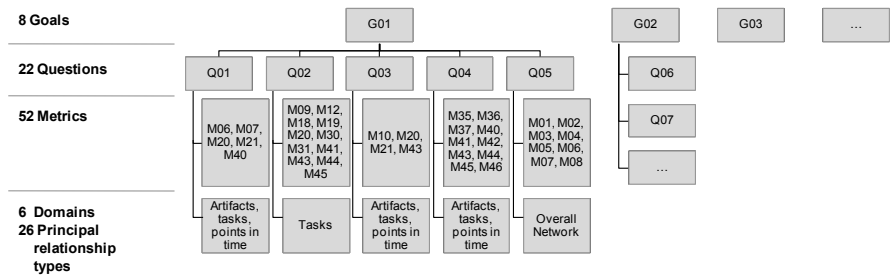 8 Goals
G01
G02
G03
...
22 Questions
Q01
Q02
Q03
Q04
Q05
Q06
Q07
...
52 Metrics
M06, M07,
M20, M21,
M40
M09, M12,
M18, M19,
M20, M30,
M31, M41,
M43, M44,
M45
M10, M20,
M21, M43
M35, M36,
M37, M40,
M41, M42,
M43, M44,
M45, M46
M01, M02,
M03, M04,
M05, M06,
M07, M08
6 Domains
26 Principal
relationship
types
Artifacts,
tasks,
points in
time
Tasks
Artifacts,
tasks,
points in
time
Artifacts,
tasks,
points in
time
Overall
Network